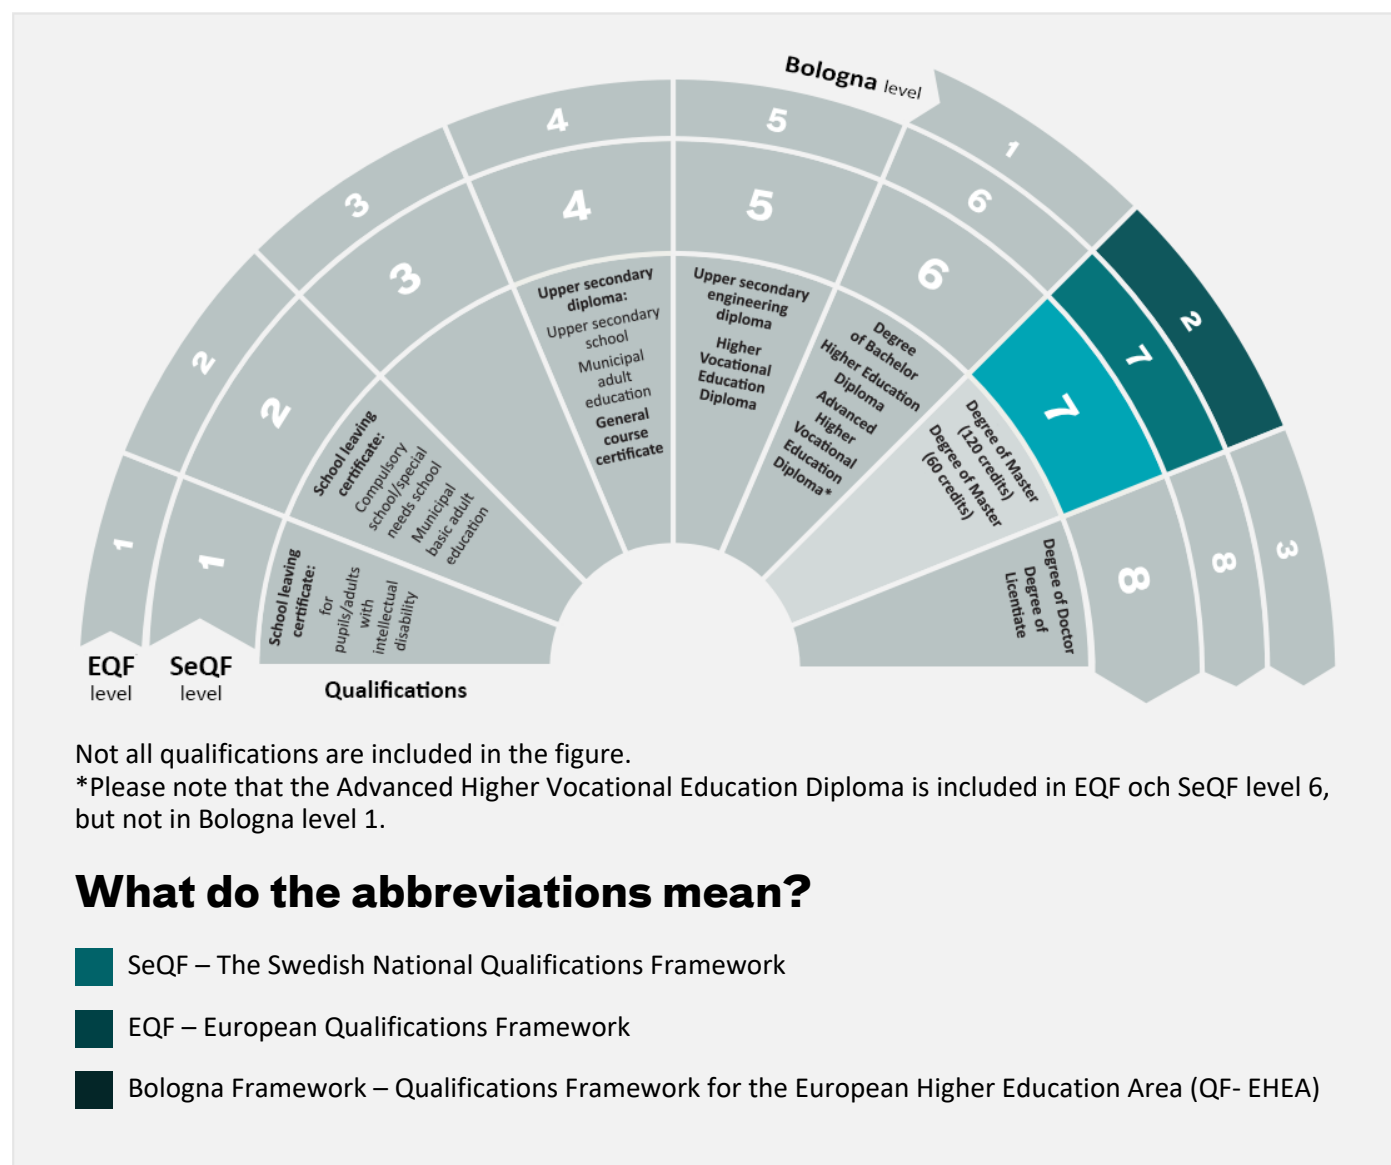 Bologna level
1
2
3
4
5
1
2
3
1
2
3
4
5
6
7
8
6
7
8
School leaving
certificate:
for
pupils/adults
with
intellectual
disability
School leaving
certificate:
Compulsory
school/special
needs school
Municipal
basic adult
education
Upper secondary
diploma:
Upper secondary
school
Municipal
adult
education
General
course
certificate
Upper secondary
engineering
diploma
Higher
Vocational
Education
Diploma
Degree
of Bachelor
Higher Education
Diploma
Advanced
Higher
Vocational
Education
Diploma*
Degree of Master
(120 credits)
Degree of Master
(60 credits)
Degree of Doctor
Degree of
Licentiate
EQF
level
SeQF
level
Qualifications
Not all qualifications are included in the figure.
*Please note that the Advanced Higher Vocational Education Diploma is included in EQF och SeQF level 6,
but not in Bologna level 1.
What do the abbreviations mean?
SeQF – The Swedish National Qualifications Framework
EQF – European Qualifications Framework
Bologna Framework – Qualifications Framework for the European Higher Education Area (QF- EHEA)